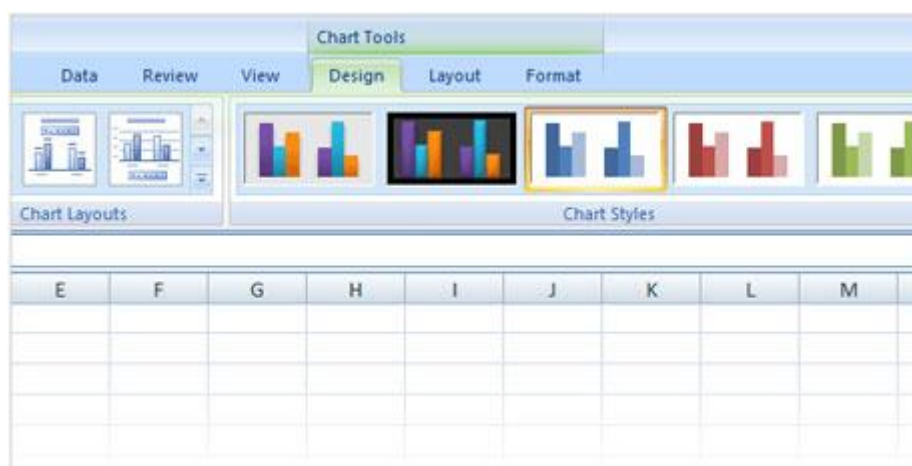 Chart Tools
Data Review View Design Layout Format
Chart Layouts Chart Styles
E F G H I J K L M